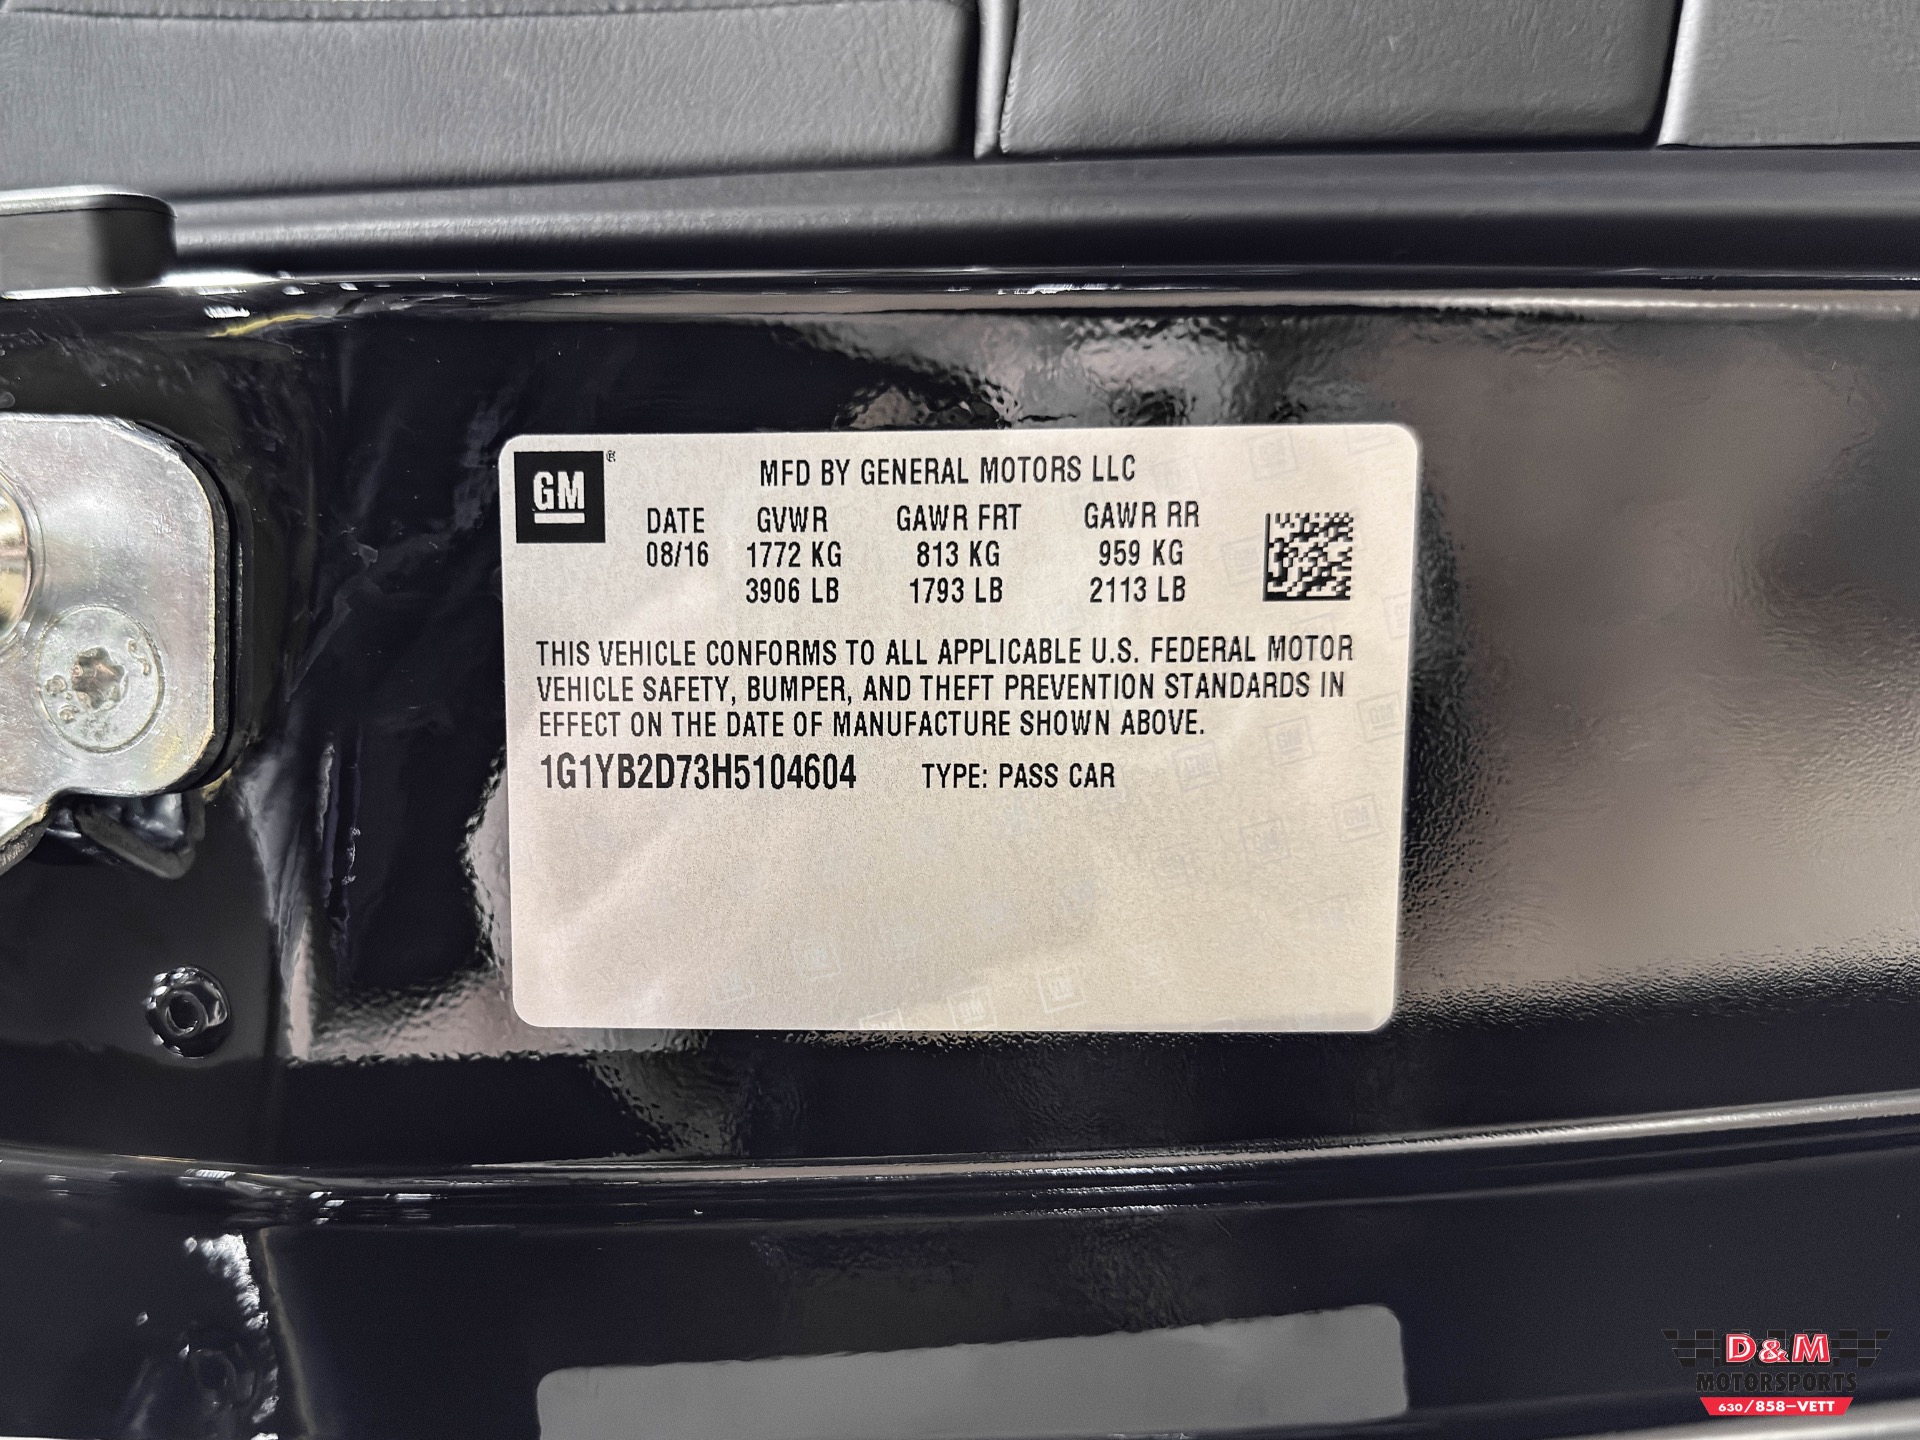 GM ®
MFD BY GENERAL MOTORS LLC
DATE GVWR GAWR FRT GAWR RR
08/16 1772 KG 813 KG 959 KG
3906 LB 1793 LB 2113 LB
THIS VEHICLE CONFORMS TO ALL APPLICABLE U.S. FEDERAL MOTOR
VEHICLE SAFETY, BUMPER, AND THEFT PREVENTION STANDARDS IN
EFFECT ON THE DATE OF MANUFACTURE SHOWN ABOVE.
1G1YB2D73H5104604 TYPE: PASS CAR
D&M
MOTORSPORTS
630/858-VETT